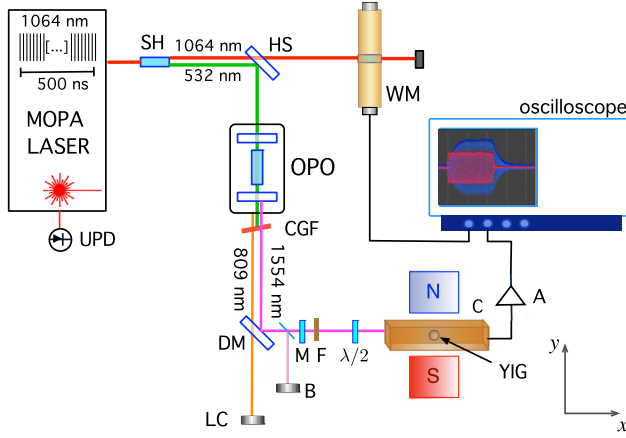 1064 nm
[...]
500 ns
MOPA
LASER
UPD
SH
1064 nm
532 nm
HS
WM
oscilloscope
OPO
CGF
809 nm
1554 nm
DM
M
F
λ/2
B
LC
N
S
C
A
YIG
y
x